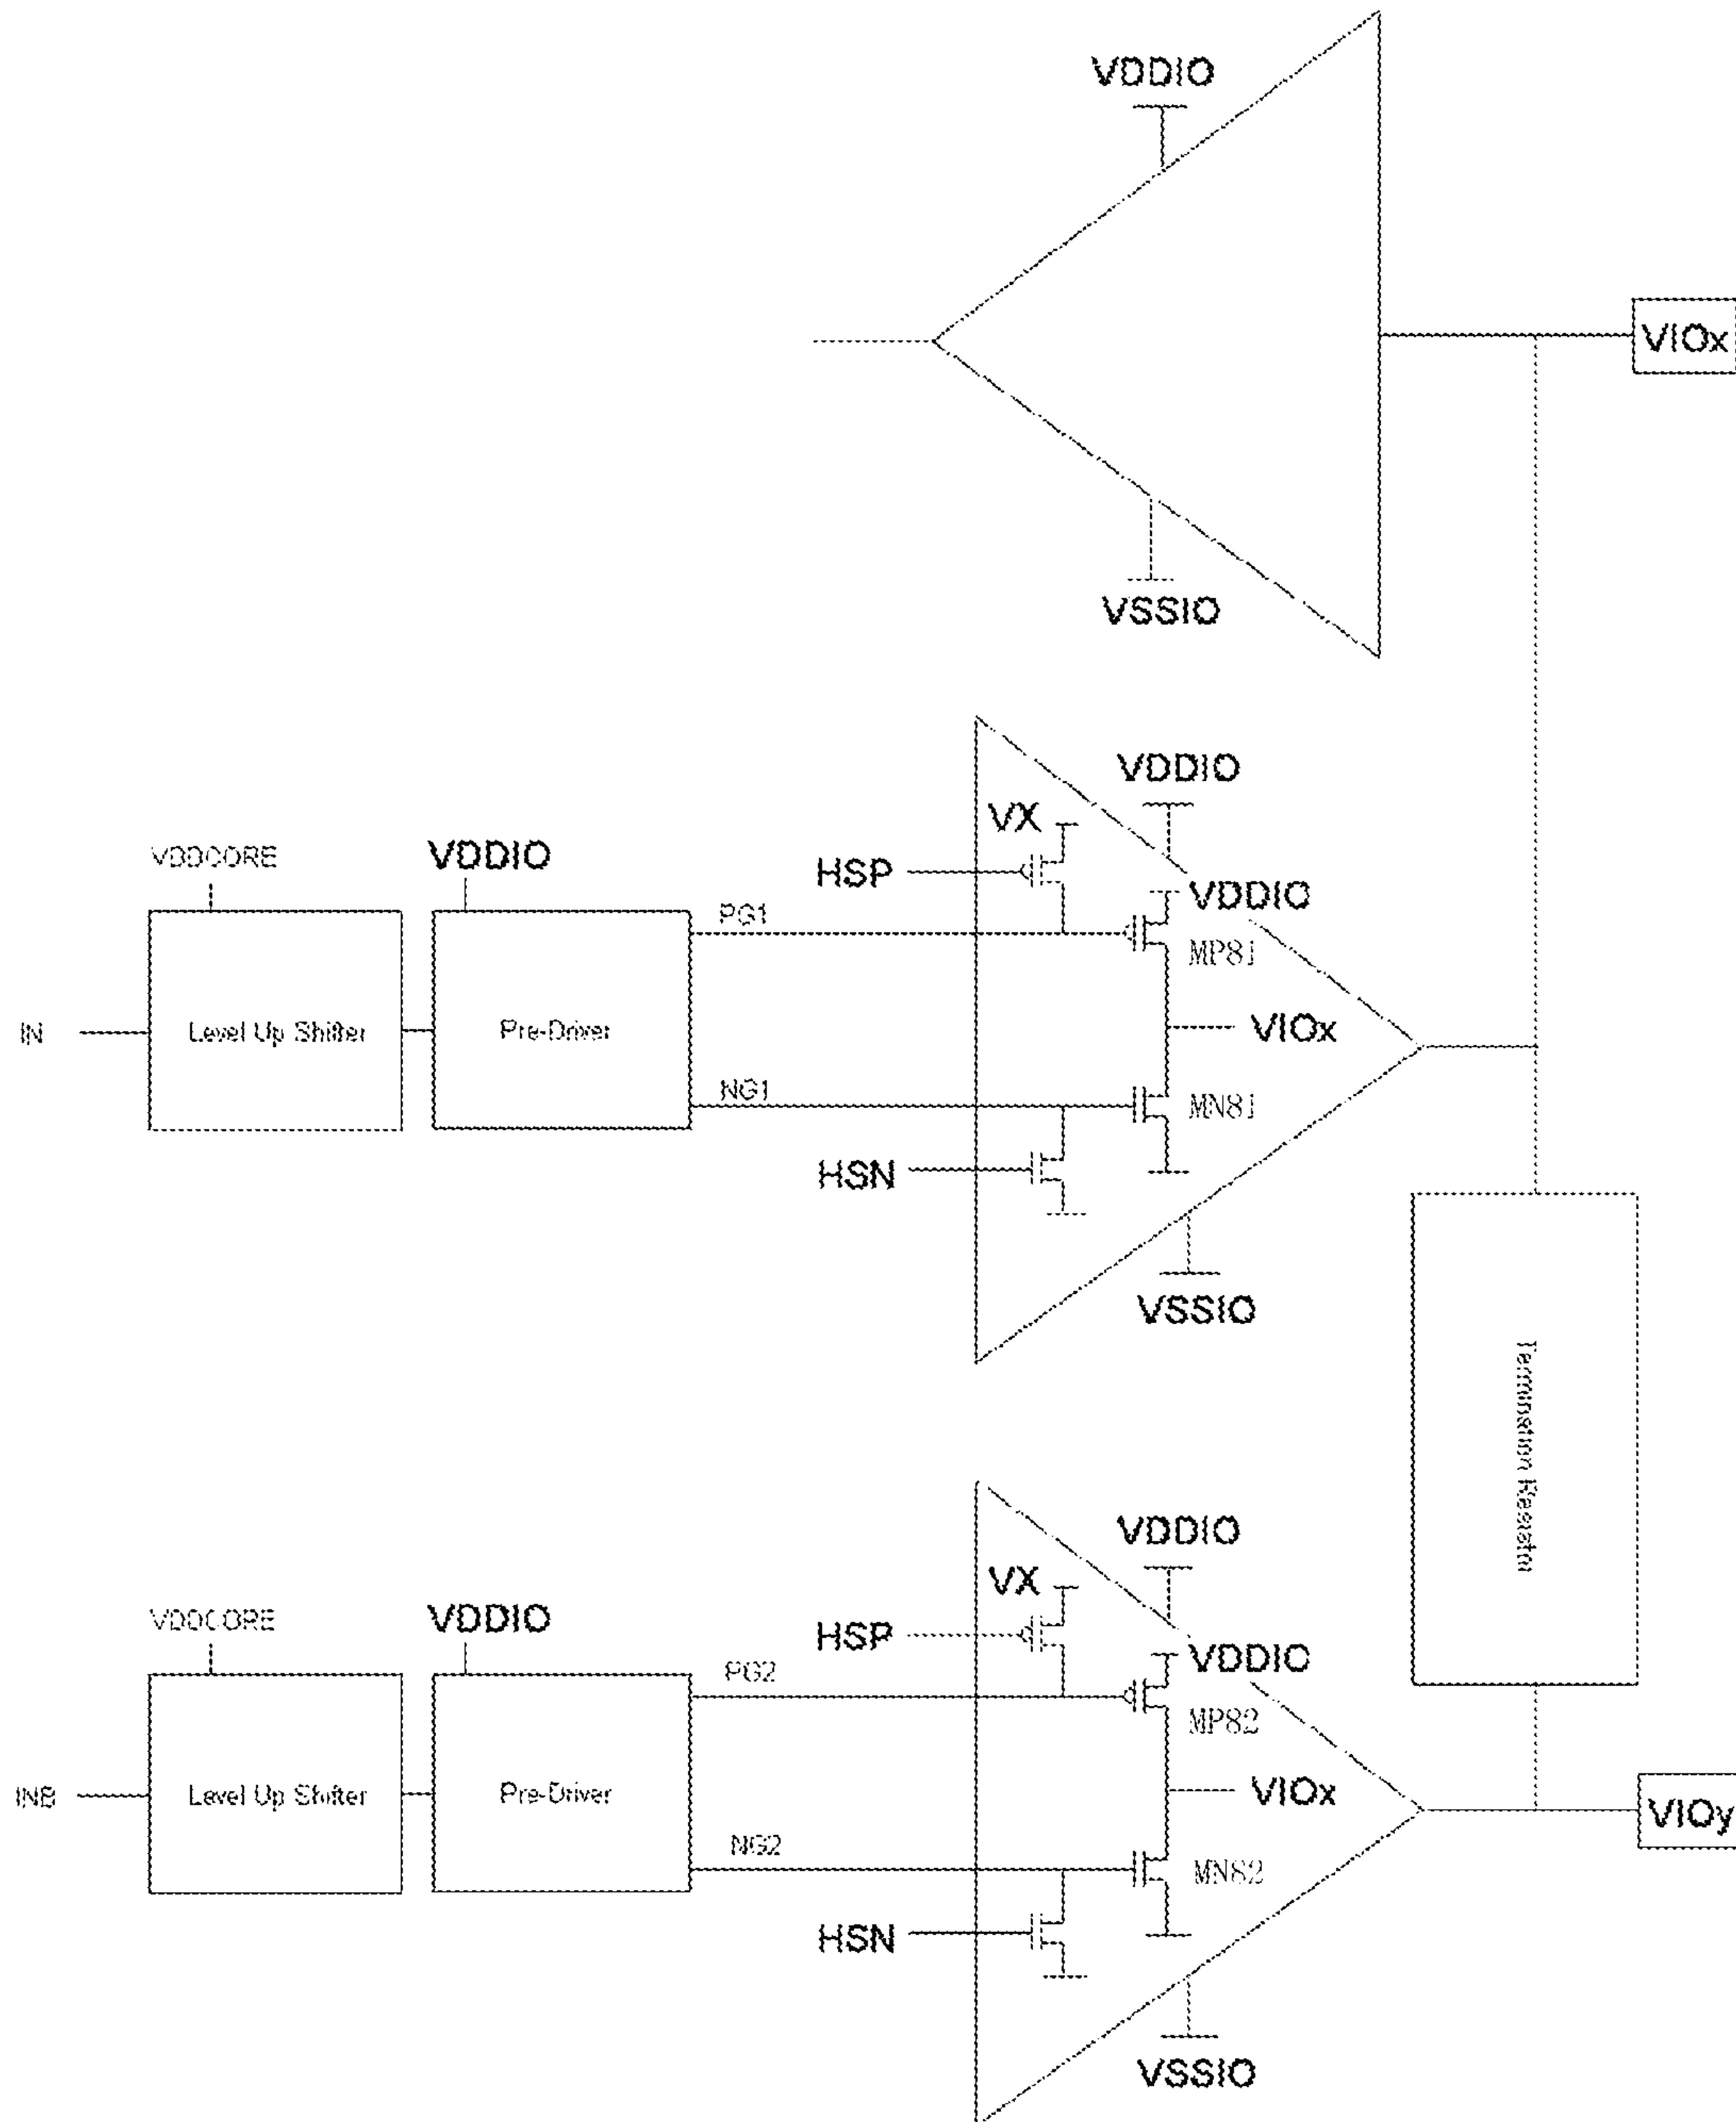 VDDIO
VIOx
VSSIO
VDDIO
VX
VDDCORE
VDDIO
HSP
VDDIO
PG1
MP81
IN
Level Up Shifter
Pre-Driver
VIOx
NG1
MN81
HSN
VSSIO
Termination Resistor
VDDIO
VX
VDDCORE
VDDIO
HSP
VDDIO
PG2
MP82
INB
Level Up Shifter
Pre-Driver
VIOx
VIOy
NG2
MN82
HSN
VSSIO